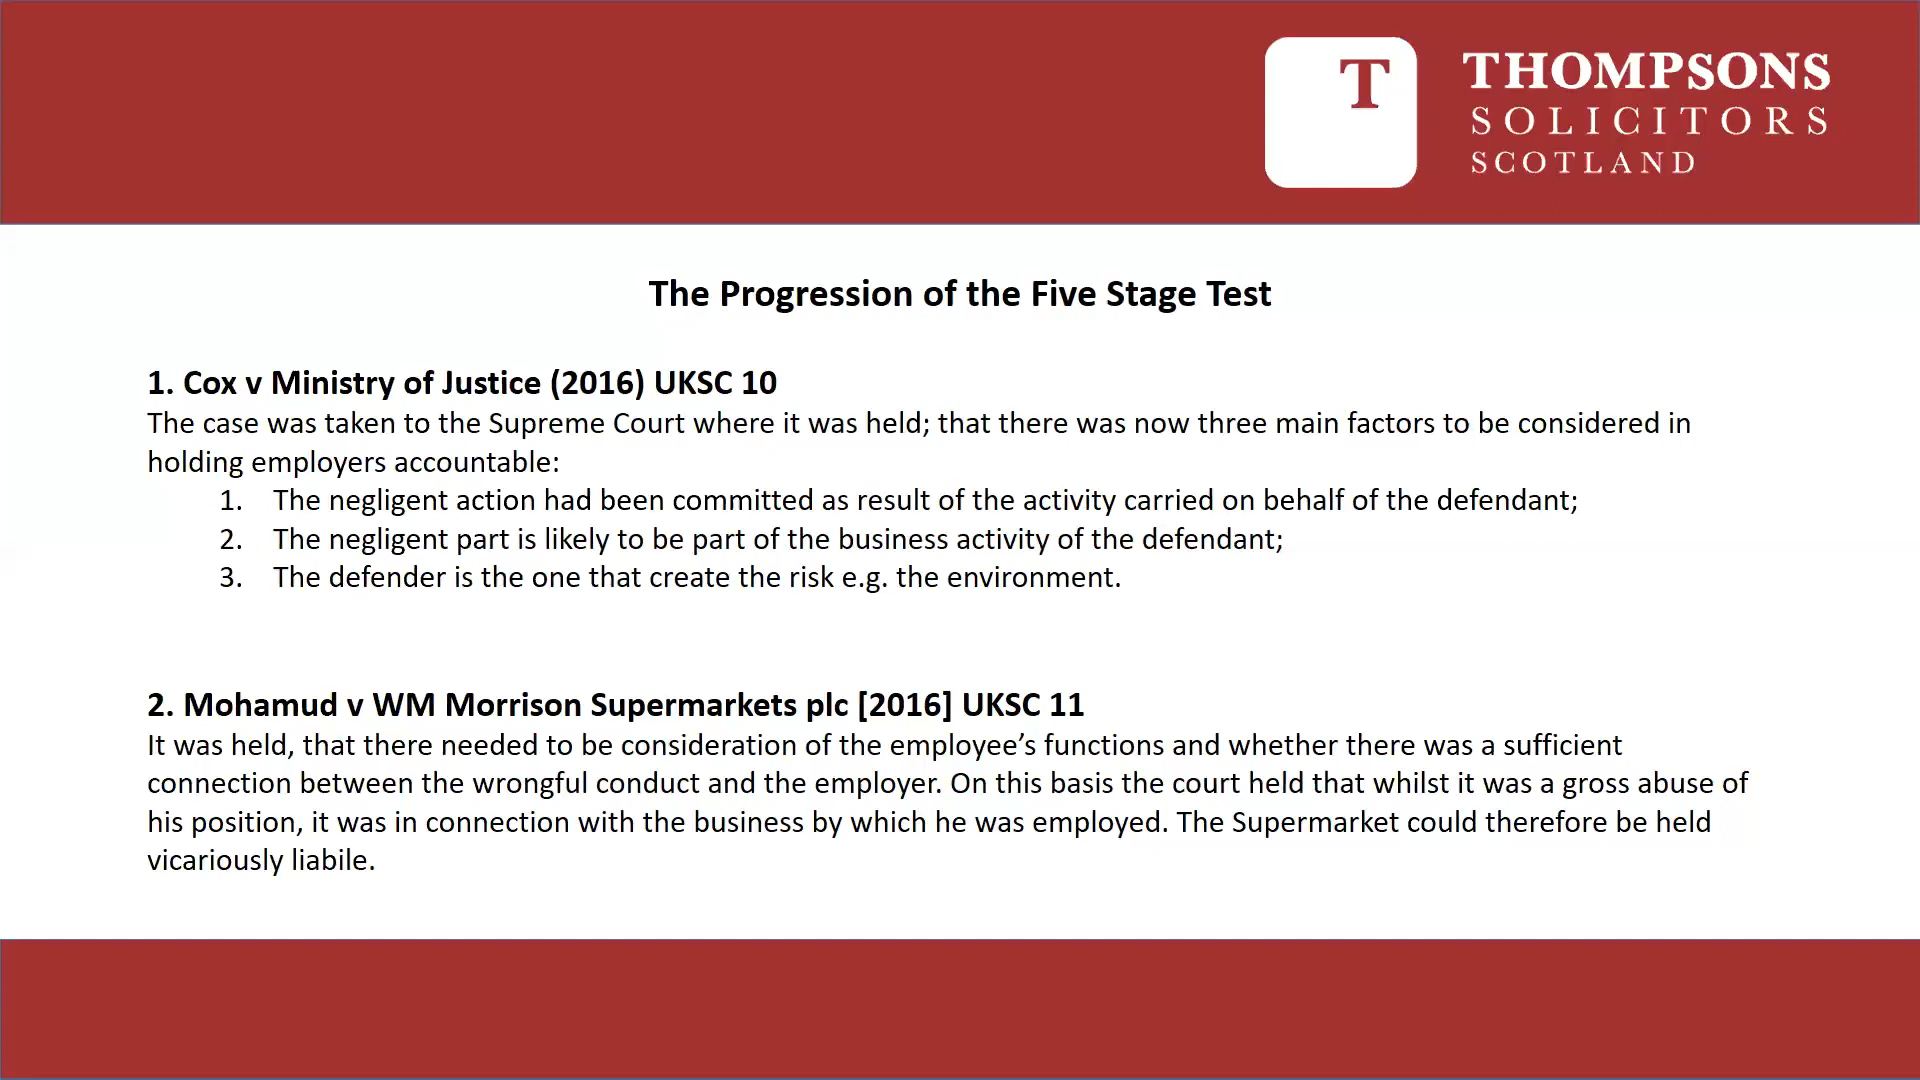 T
THOMPSONS
SOLICITORS
SCOTLAND
The Progression of the Five Stage Test
1. Cox v Ministry of Justice (2016) UKSC 10
The case was taken to the Supreme Court where it was held; that there was now three main factors to be considered in
holding employers accountable:
1. The negligent action had been committed as result of the activity carried on behalf of the defendant;
2. The negligent part is likely to be part of the business activity of the defendant;
3. The defender is the one that create the risk e.g. the environment.
2. Mohamud v WM Morrison Supermarkets plc [2016] UKSC 11
It was held, that there needed to be consideration of the employee’s functions and whether there was a sufficient
connection between the wrongful conduct and the employer. On this basis the court held that whilst it was a gross abuse of
his position, it was in connection with the business by which he was employed. The Supermarket could therefore be held
vicariously liabile.